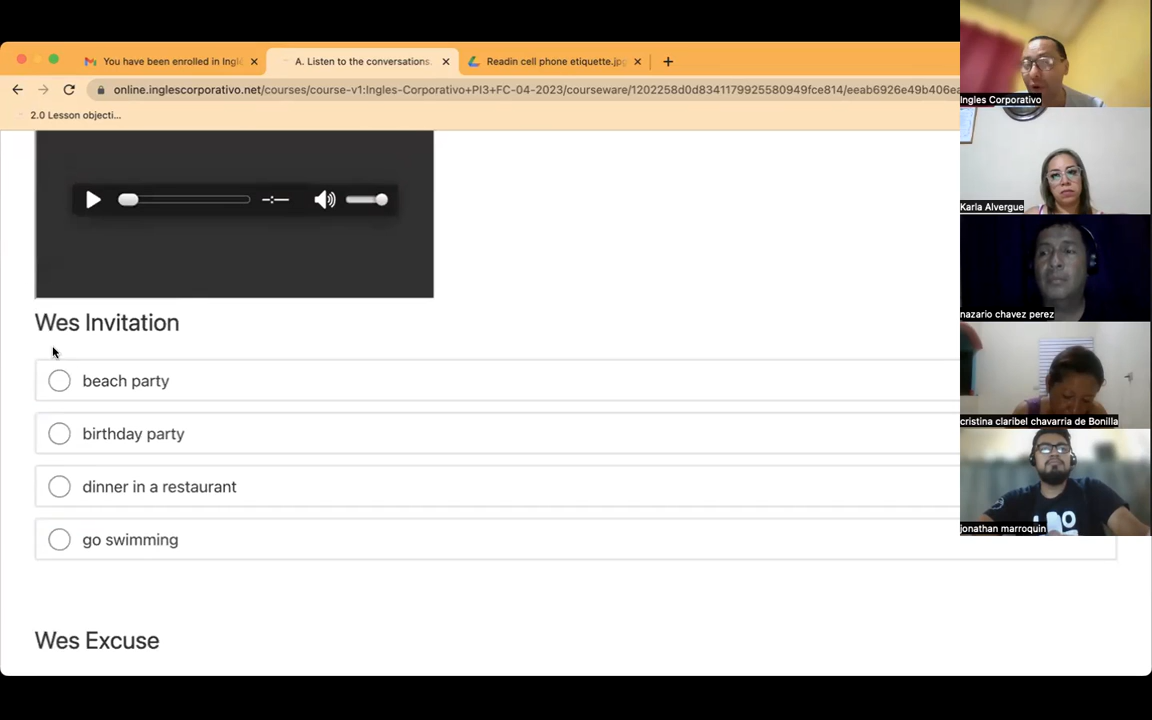 You have been enrolled in Inglé
A. Listen to the conversations.
Readin cell phone etiquette.jpg
online.inglescorporativo.net/courses/course-v1:Ingles-Corporativo+PI3+FC-04-2023/courseware/1202258d0d8341179925580949fce814/eeab6926e49b406ea
2.0 Lesson objecti...
Wes Invitation
beach party
birthday party
dinner in a restaurant
go swimming
Wes Excuse
Ingles Corporativo
Karla Alvergue
nazario chavez perez
cristina claribel chavarria de Bonilla
jonathan marroquin